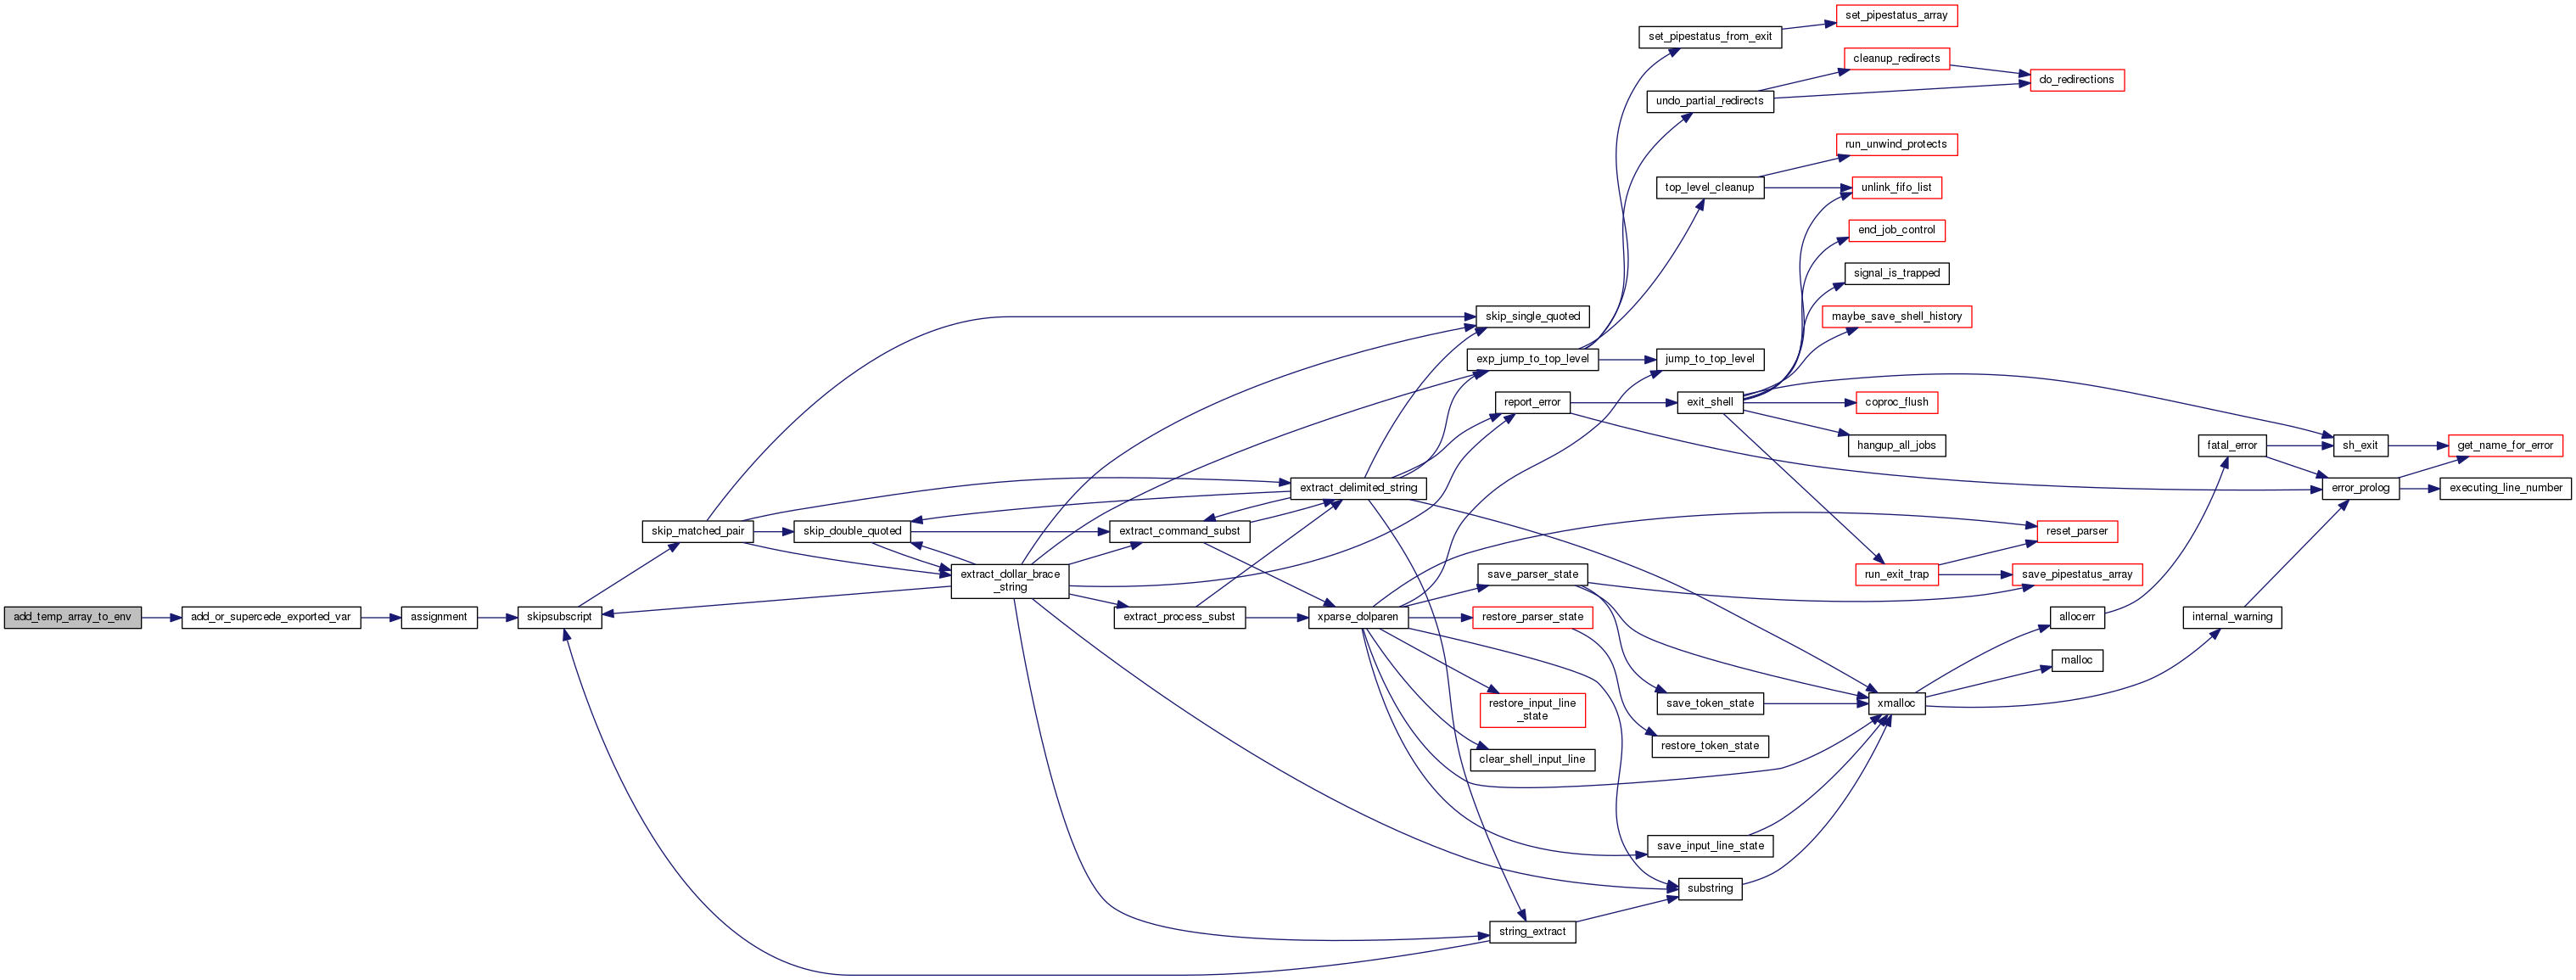 set_pipestatus_array
set_pipestatus_from_exit
cleanup_redirects
do_redirections
undo_partial_redirects
run_unwind_protects
top_level_cleanup
unlink_fifo_list
end_job_control
signal_is_trapped
skip_single_quoted
maybe_save_shell_history
exp_jump_to_top_level
jump_to_top_level
report_error
exit_shell
coproc_flush
hangup_all_jobs
fatal_error
sh_exit
get_name_for_error
extract_delimited_string
error_prolog
executing_line_number
skip_matched_pair
skip_double_quoted
extract_command_subst
reset_parser
extract_dollar_brace
_string
save_parser_state
run_exit_trap
save_pipestatus_array
add_temp_array_to_env
add_or_supercede_exported_var
assignment
skipsubscript
extract_process_subst
xparse_dolparen
restore_parser_state
allocerr
internal_warning
malloc
restore_input_line
_state
save_token_state
xmalloc
restore_token_state
clear_shell_input_line
save_input_line_state
substring
string_extract